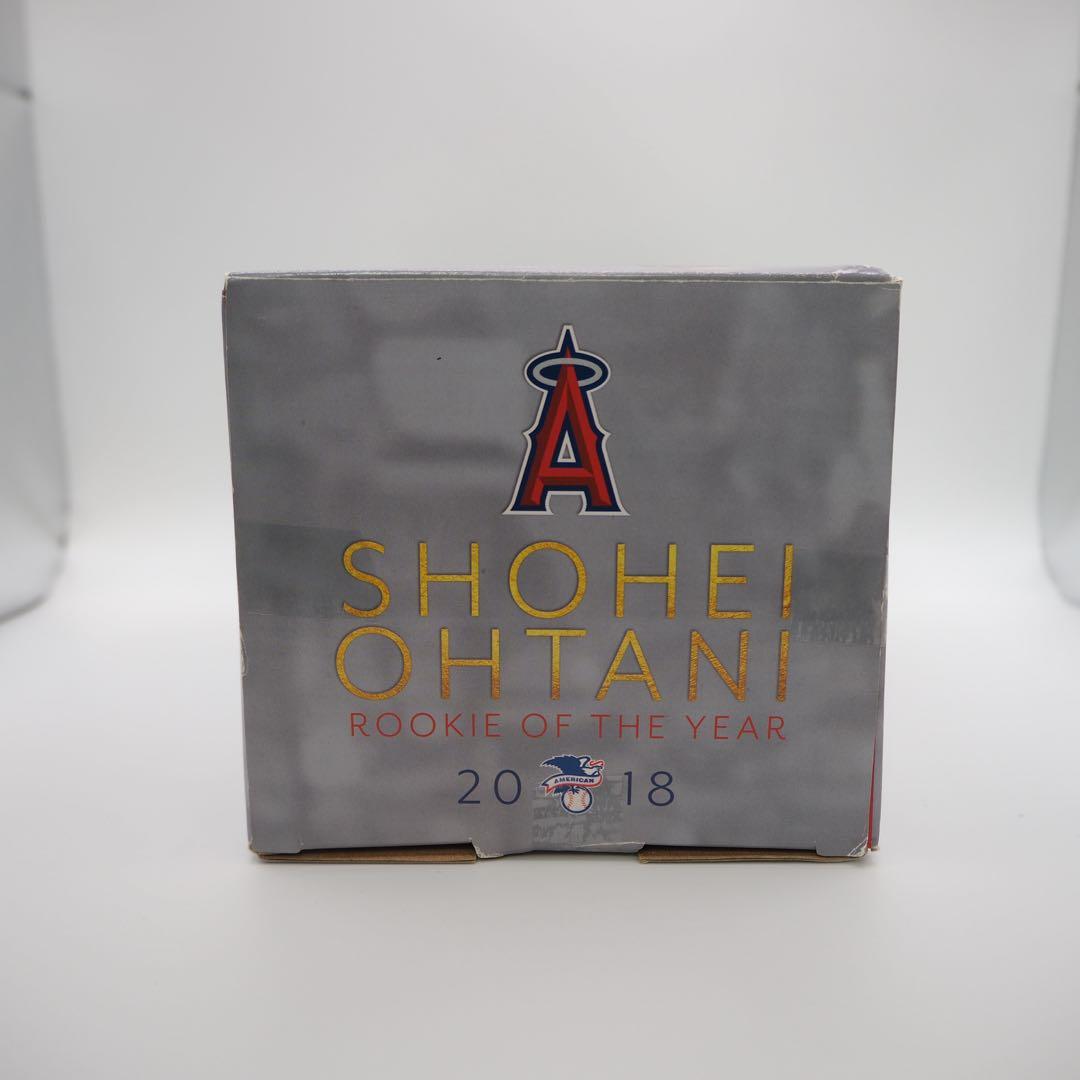 A
SHOHEI
OHTANI
ROOKIE OF THE YEAR
20 AMERICAN 18